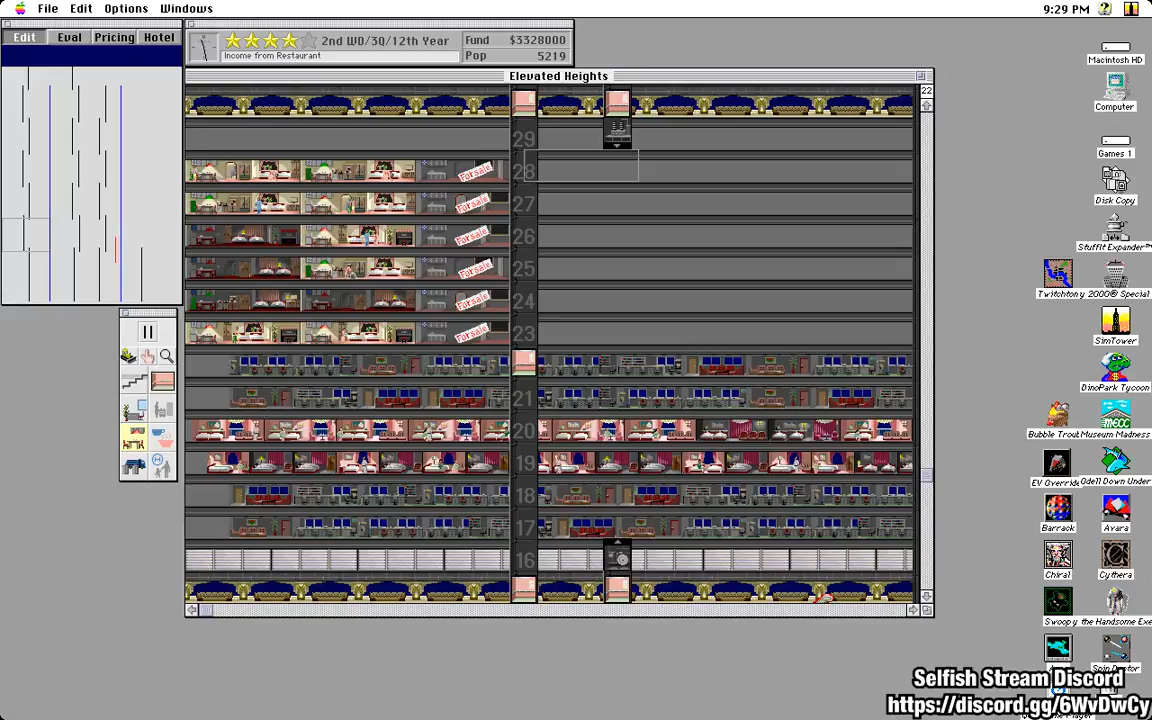 File Edit Options Windows
9:29 PM
Edit Eval Pricing Hotel
2nd WD/3Q/12th Year
Fund $3328000
Income from Restaurant
Pop 5219
Elevated Heights
22
29
28
For sale
27
For sale
26
For sale
25
For sale
24
For sale
23
For sale
21
20
19
18
17
16
Macintosh HD
Computer
Games 1
Disk Copy
StuffIt Expander™
Twitchtony 2000® Special
SimTower
DinoPark Tycoon
Bubble Trout
Museum Madness
EV Override
Odell Down Under
Barrack
Avara
Chiral
Cythera
Swoopy the Handsome Exe
Spin Doctor
Selfish Stream Discord
https://discord.gg/6WvDwCy